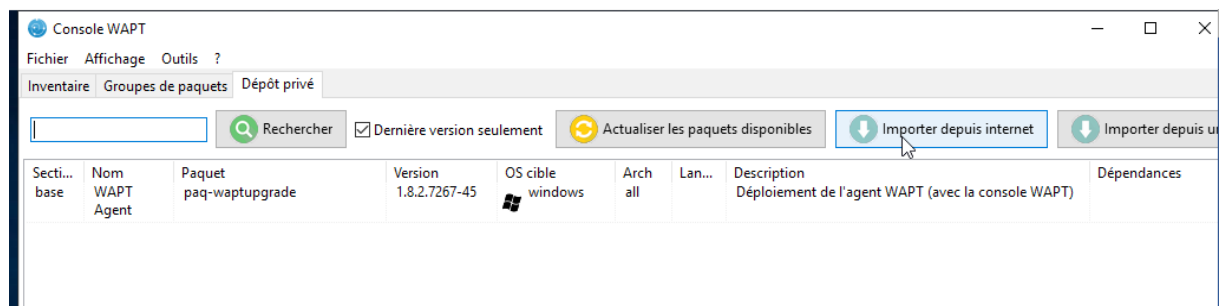 Console WAPT
Fichier Affichage Outils ?
Inventaire Groupes de paquets Dépôt privé
Rechercher Dernière version seulement Actualiser les paquets disponibles Importer depuis internet Importer depuis u
Secti... Nom Paquet Version OS cible Arch Lan... Description Dépendances
base WAPT paq-waptupgrade 1.8.2.7267-45 windows all Déploiement de l'agent WAPT (avec la console WAPT)
Agent